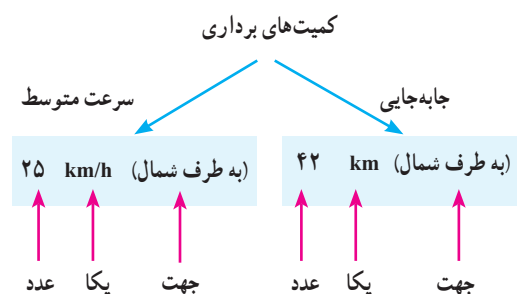 کمیت‌های برداری
جابه‌جایی
سرعت متوسط
۴۲ km (به طرف شمال)
۲۵ km/h (به طرف شمال)
جهت یکا عدد
جهت یکا عدد